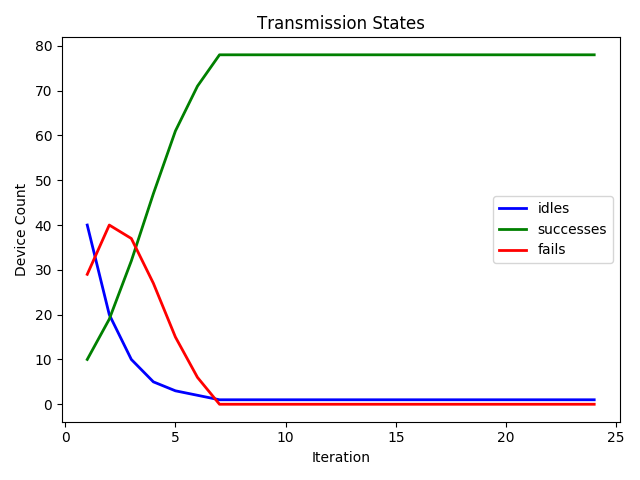 Transmission States
80
70
60
50
40
30
20
10
0
Device Count
idles
successes
fails
0 5 10 15 20 25
Iteration